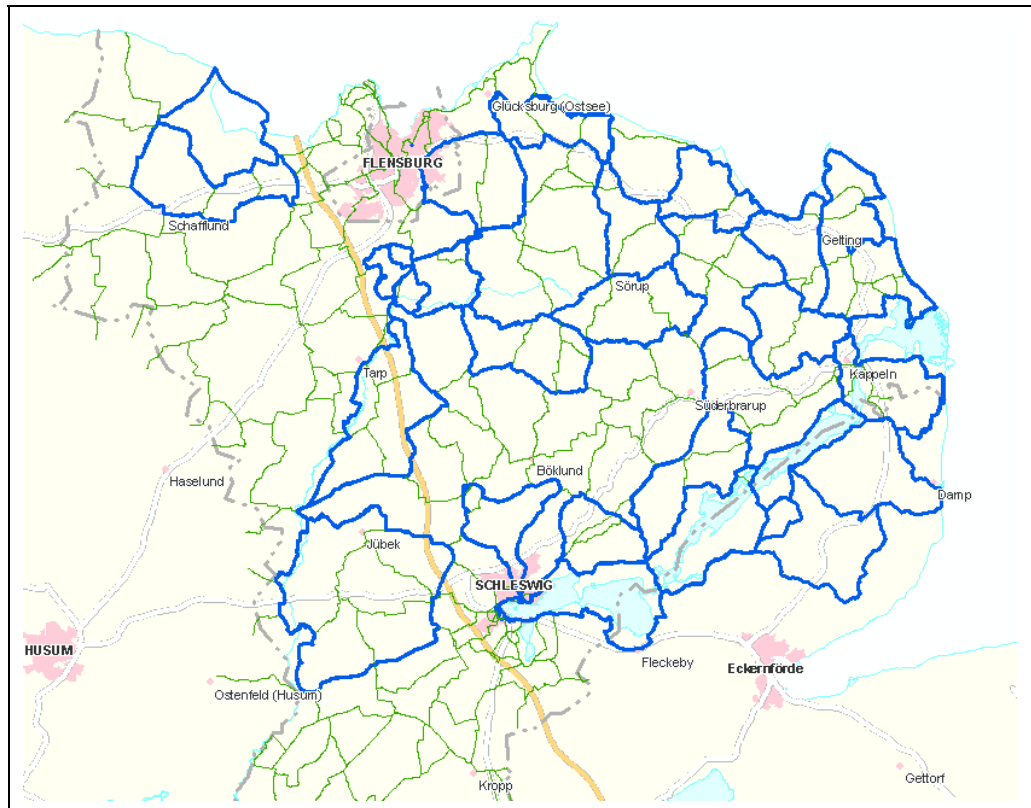 Glücksburg (Ostsee)
FLENSBURG
Schafflund
Gelting
Sörup
Tarp
Kappeln
Süderbrarup
Böklund
Haselund
Damp
Jübek
SCHLESWIG
HUSUM
Fleckeby
Eckernförde
Ostenfeld (Husum)
Gettorf
Kropp